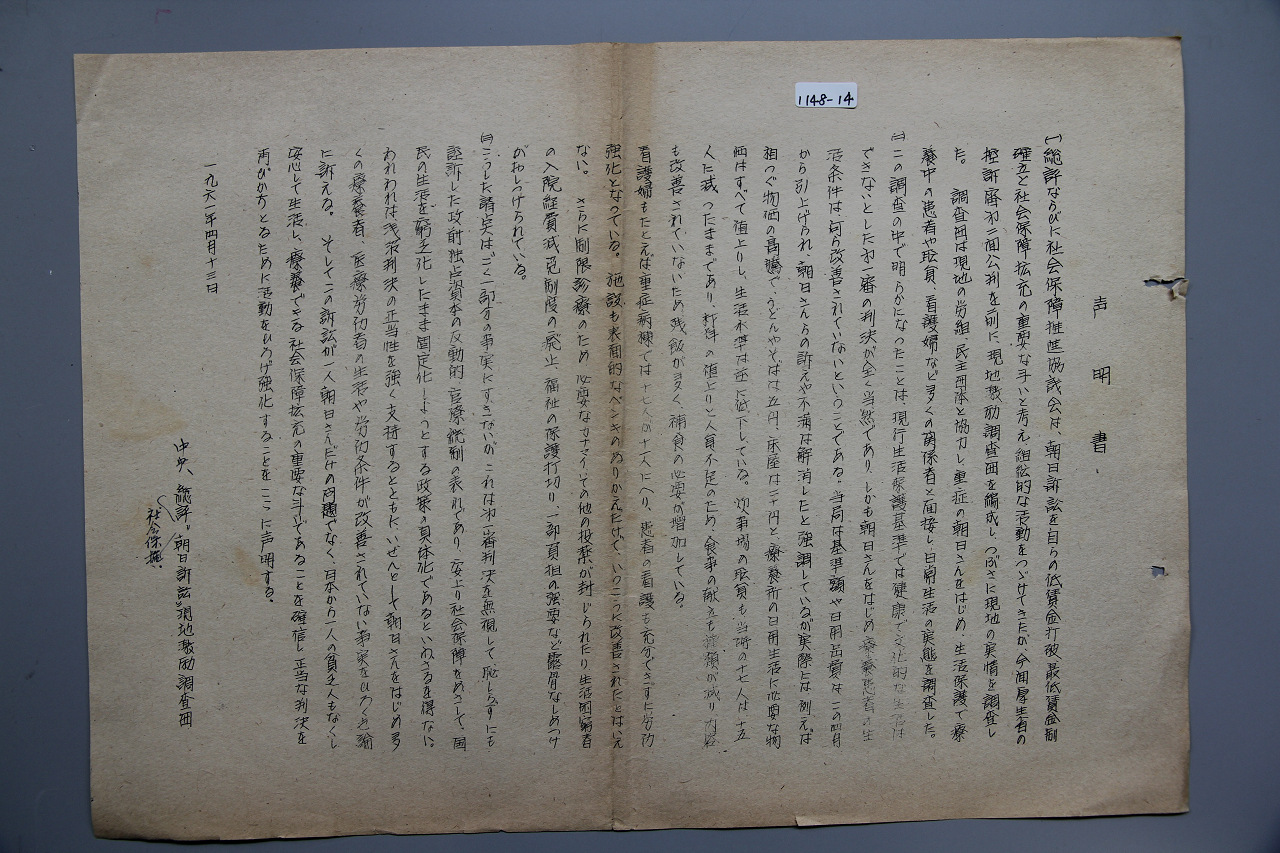 1148-14
声明書
(一)総評ならびに社会保障推進協議会は、朝日訴訟を自らの低賃金打破、最低賃金制
確立と社会保障拡充の重要な斗いと考え、組織的な活動をつづけてきたが、今回厚生省の
控訴審第二回公判を前に、現地激励調査団を編成し、つぶさに現地の実情を調査し
た。 調査団は現地の労組、民主団体と協力し重症の朝日さんをはじめ、生活保護で療
養中の患者や職員、看護婦など多くの関係者と面接し日常生活の実態を調査した。
(二)この調査の中で明らかになったことは、現行生活保護基準では健康で文化的な生活は
できないとした第一審の判決が全く当然であり、しかも朝日さんをはじめ療養患者の生
活条件は何ら改善されていないということである。当局は基準額や日用品費は、この四月
から引上げられ、朝日さんらの訴えや不満は解消したと強調しているが実際には例えば
相つぐ物価の昂騰で、うどんやそばは五円、床屋は二十円と、療養所の日用生活に必要な物
価はすべて値上りし、生活水準は逆に低下している。 炊事場の職員も当時の十七人は十五
人に減ったままであり、材料の値上りと人員不足のため、食事の献立も種類が減り内容
も改善されていないため残飯が多く、補食の必要が増加している。
看護婦もたとえば重症病棟では十七人が十一人にへり、患者の看護も充分できずに労働
強化となっている。 施設も表面的なペンキのぬりかえだけで、いっこうに改善されたとはいえ
ない。 さらに制限診療のため必要なカナマイその他の投薬が封じられたり生活困窮者
の入院経費減免制度の廃止、福祉の保護打切り、一部負担の強要など露骨なしめつけ
がおしつけられている。
(三)こうした諸点はごく一部分の事実にすぎないが これは第一審判決を無視して、恥しらずにも
控訴した政府独占資本の反動的、官僚統制の表れであり、安上り社会保障をめざして国
民の生活を窮乏化したまま固定化しようとする政策の具体化であるといわざるを得ない。
われわれは浅沼判決の正当性を強く支持するとともに、いぜんとして朝日さんをはじめ多
くの療養者、医療労働者の生活や労働条件が改善されていない事実をひろく世論
に訴える。 そしてこの訴訟が一人朝日さんだけの問題でなく、日本から一人の貧乏人もなくし
安心して生活し、療養できる社会保障拡充の重要な斗いであることを確信し正当な判決を
再びかちとるために活動をひろげ強化することをここに声明する。
一九六一年四月十三日
中央、総評。朝日訴訟現地激励調査団
社会保推